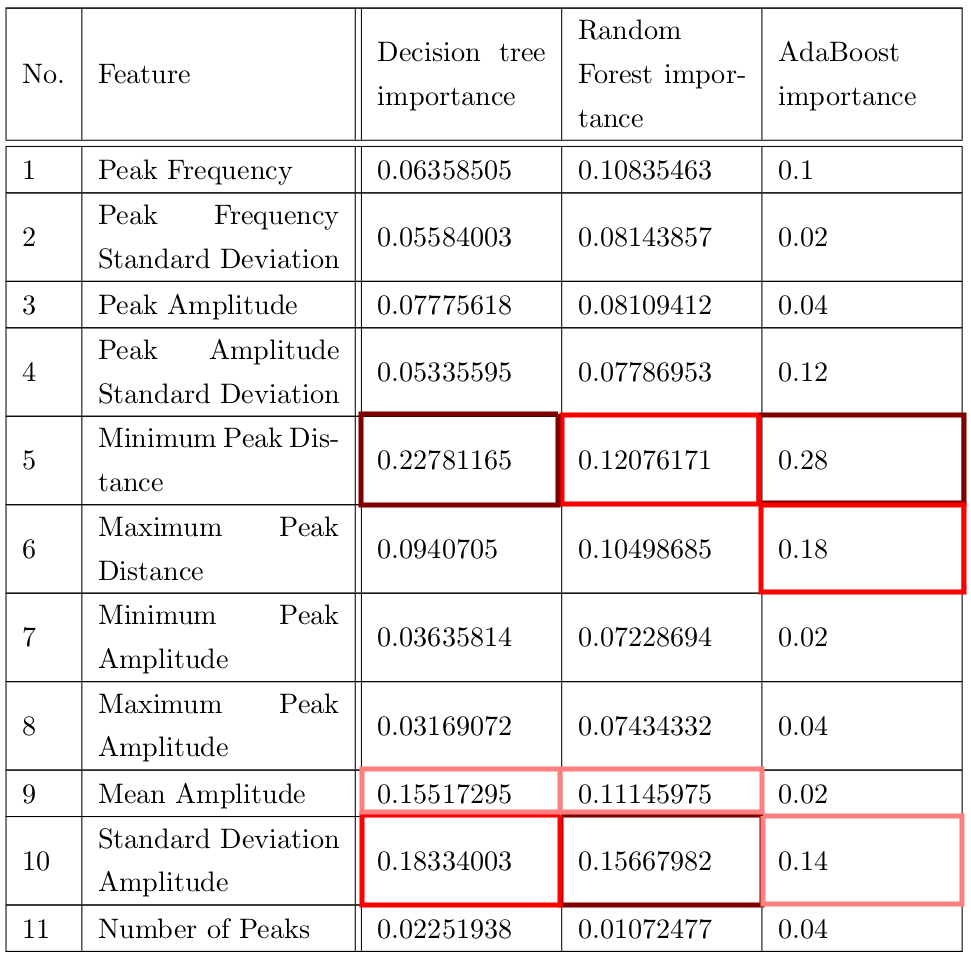 No. Feature Decision tree importance Random Forest impor- tance AdaBoost importance
1 Peak Frequency 0.06358505 0.10835463 0.1
2 Peak Frequency Standard Deviation 0.05584003 0.08143857 0.02
3 Peak Amplitude 0.07775618 0.08109412 0.04
4 Peak Amplitude Standard Deviation 0.05335595 0.07786953 0.12
5 Minimum Peak Dis- tance 0.22781165 0.12076171 0.28
6 Maximum Peak Distance 0.0940705 0.10498685 0.18
7 Minimum Peak Amplitude 0.03635814 0.07228694 0.02
8 Maximum Peak Amplitude 0.03169072 0.07434332 0.04
9 Mean Amplitude 0.15517295 0.11145975 0.02
10 Standard Deviation Amplitude 0.18334003 0.15667982 0.14
11 Number of Peaks 0.02251938 0.01072477 0.04